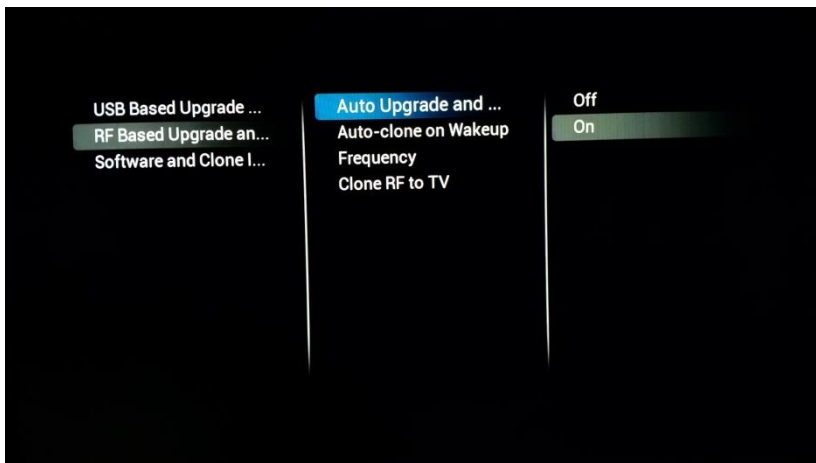 USB Based Upgrade ...
RF Based Upgrade an...
Software and Clone I...
Auto Upgrade and ...
Auto-clone on Wakeup
Frequency
Clone RF to TV
Off
On